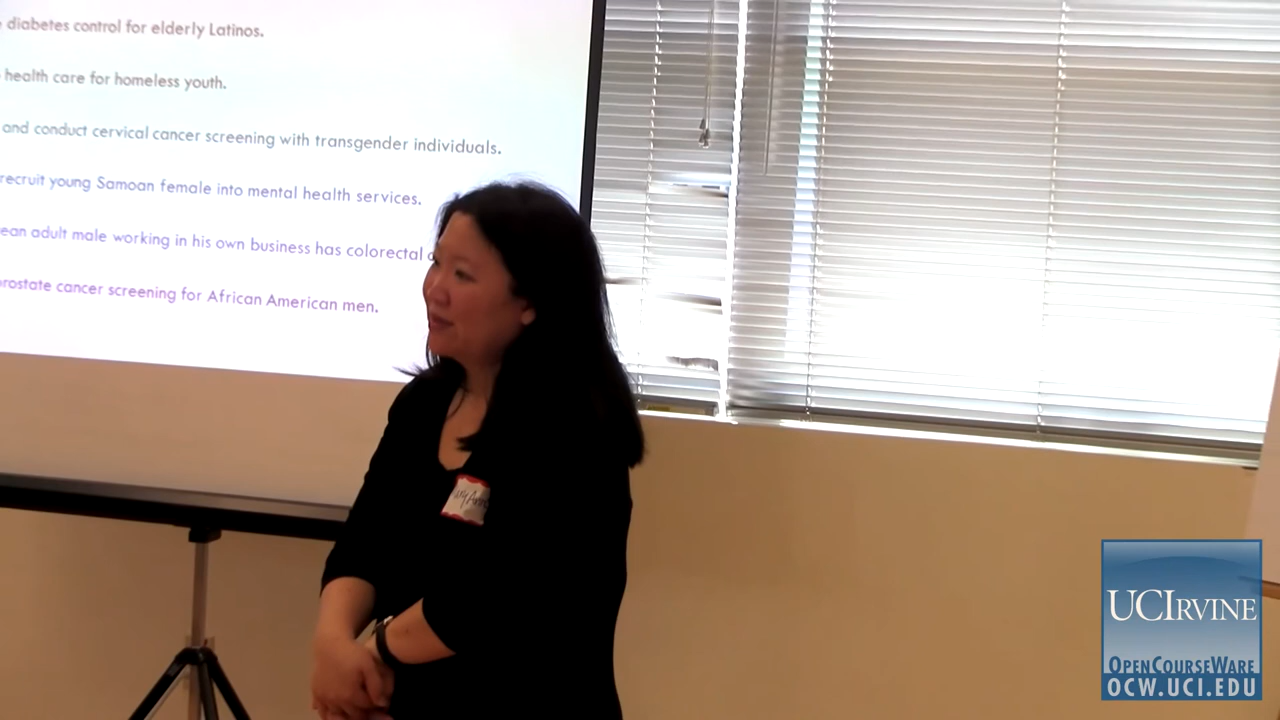 diabetes control for elderly Latinos.
health care for homeless youth.
and conduct cervical cancer screening with transgender individuals.
recruit young Samoan female into mental health services.
ean adult male working in his own business has colorectal
prostate cancer screening for African American men.
UCIRVINE
OPENCOURSEWARE
OCW.UCI.EDU